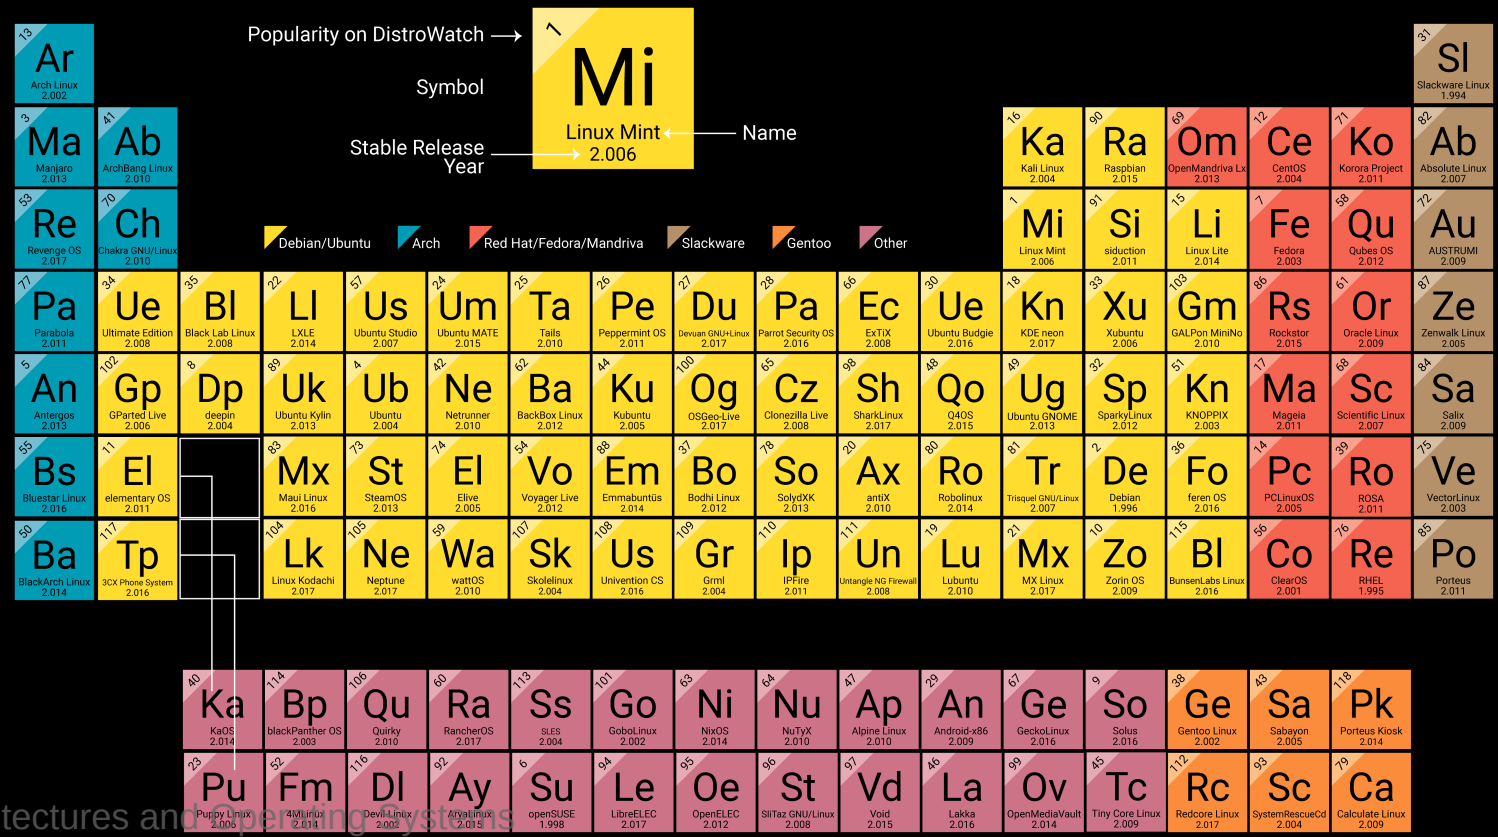 Popularity on DistroWatch
Symbol
Stable Release
Year
1
Mi
Linux Mint
2.006
Name
Debian/Ubuntu
Arch
Red Hat/Fedora/Mandriva
Slackware
Gentoo
Other
13
Ar
Arch Linux
2.002
31
Sl
Slackware Linux
1.994
3
Ma
Manjaro
2.013
41
Ab
ArchBang Linux
2.010
16
Ka
Kali Linux
2.004
90
Ra
Raspbian
2.015
69
Om
OpenMandriva Lx
2.013
12
Ce
CentOS
2.004
71
Ko
Korora Project
2.011
82
Ab
Absolute Linux
2.007
53
Re
Revenge OS
2.017
70
Ch
Chakra GNU/Linux
2.010
1
Mi
Linux Mint
2.006
91
Si
siduction
2.011
15
Li
Linux Lite
2.014
7
Fe
Fedora
2.003
58
Qu
Qubes OS
2.012
72
Au
AUSTRUMI
2.009
77
Pa
Parabola
2.011
34
Ue
Ultimate Edition
2.008
35
Bl
Black Lab Linux
2.008
22
Ll
LXLE
2.014
57
Us
Ubuntu Studio
2.007
24
Um
Ubuntu MATE
2.015
25
Ta
Tails
2.010
26
Pe
Peppermint OS
2.011
27
Du
Devuan GNU+Linux
2.017
28
Pa
Parrot Security OS
2.016
66
Ec
ExTiX
2.008
30
Ue
Ubuntu Budgie
2.016
18
Kn
KDE neon
2.017
33
Xu
Xubuntu
2.006
103
Gm
GALPon MiniNo
2.010
86
Rs
Rockstor
2.015
61
Or
Oracle Linux
2.009
87
Ze
Zenwalk Linux
2.005
5
An
Antergos
2.013
102
Gp
GParted Live
2.006
8
Dp
deepin
2.004
89
Uk
Ubuntu Kylin
2.013
4
Ub
Ubuntu
2.004
42
Ne
Netrunner
2.010
62
Ba
BackBox Linux
2.012
44
Ku
Kubuntu
2.005
100
Og
OSGeo-Live
2.017
65
Cz
Clonezilla Live
2.008
98
Sh
SharkLinux
2.017
48
Qo
Q4OS
2.015
49
Ug
Ubuntu GNOME
2.013
32
Sp
SparkyLinux
2.012
51
Kn
KNOPPIX
2.003
17
Ma
Mageia
2.011
68
Sc
Scientific Linux
2.007
84
Sa
Salix
2.009
55
Bs
Bluestar Linux
2.016
11
El
elementary OS
2.011
83
Mx
Maui Linux
2.016
73
St
SteamOS
2.013
74
El
Elive
2.005
54
Vo
Voyager Live
2.012
88
Em
Emmabuntüs
2.014
37
Bo
Bodhi Linux
2.012
78
So
SolydXK
2.013
20
Ax
antiX
2.010
80
Ro
Robolinux
2.014
81
Tr
Trisquel GNU/Linux
2.007
2
De
Debian
1.996
36
Fo
feren OS
2.016
14
Pc
PCLinuxOS
2.005
39
Ro
ROSA
2.011
75
Ve
VectorLinux
2.003
50
Ba
BlackArch Linux
2.014
117
Tp
3CX Phone System
2.016
104
Lk
Linux Kodachi
2.017
105
Ne
Neptune
2.017
59
Wa
wattOS
2.010
107
Sk
Skolelinux
2.004
108
Us
Univention CS
2.016
109
Gr
Grml
2.004
110
Ip
IPFire
2.011
111
Un
Untangle NG Firewall
2.008
19
Lu
Lubuntu
2.010
21
Mx
MX Linux
2.017
10
Zo
Zorin OS
2.009
115
Bl
BunsenLabs Linux
2.016
56
Co
ClearOS
2.001
76
Re
RHEL
1.995
85
Po
Porteus
2.011
40
Ka
KaOS
2.014
114
Bp
blackPanther OS
2.003
106
Qu
Quirky
2.010
60
Ra
RancherOS
2.017
113
Ss
SLES
2.004
101
Go
GoboLinux
2.002
63
Ni
NixOS
2.014
64
Nu
NuTyX
2.010
47
Ap
Alpine Linux
2.010
29
An
Android-x86
2.009
67
Ge
GeckoLinux
2.016
9
So
Solus
2.016
38
Ge
Gentoo Linux
2.002
43
Sa
Sabayon
2.005
118
Pk
Porteus Kiosk
2.014
23
Pu
Puppy Linux
2.006
52
Fm
4MLinux
2.014
116
Dl
Devil-Linux
2.002
92
Ay
AryaLinux
2.015
6
Su
openSUSE
1.998
94
Le
LibreELEC
2.017
95
Oe
OpenELEC
2.012
96
St
SliTaz GNU/Linux
2.008
97
Vd
Void
2.015
46
La
Lakka
2.016
99
Ov
OpenMediaVault
2.014
45
Tc
Tiny Core Linux
2.009
112
Rc
Redcore Linux
2.017
93
Sc
SystemRescueCd
2.004
79
Ca
Calculate Linux
2.009
tectures and Operating Systems